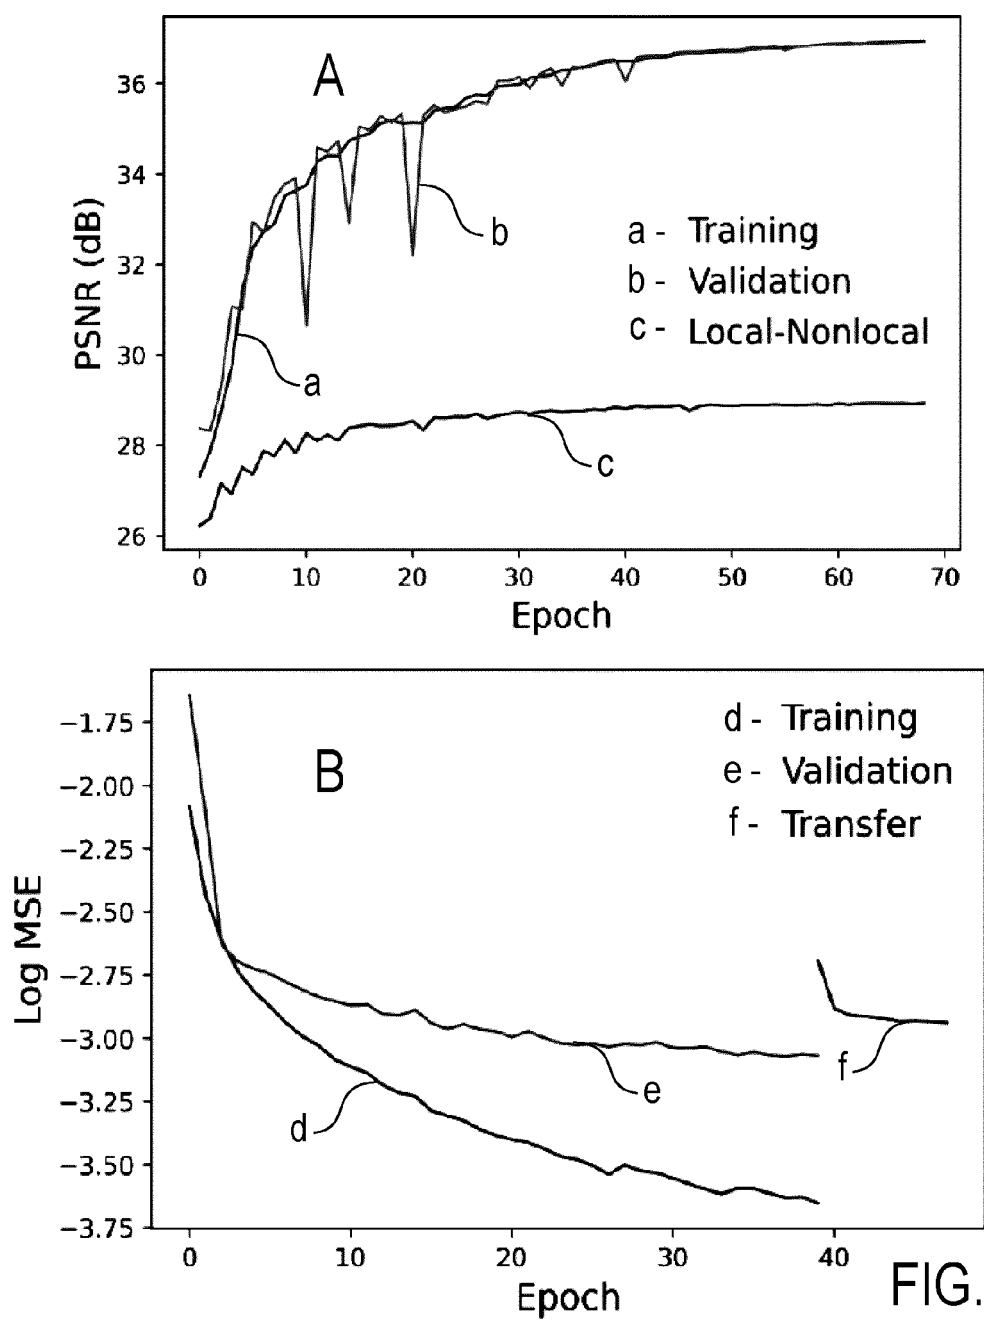 A
36
34
32
30
28
26
PSNR (dB)
a
b
c
a - Training
b - Validation
c - Local-Nonlocal
0 10 20 30 40 50 60 70
Epoch
B
−1.75
−2.00
−2.25
−2.50
−2.75
−3.00
−3.25
−3.50
−3.75
Log MSE
d - Training
e - Validation
f - Transfer
f
e
d
0 10 20 30 40
Epoch
FIG.